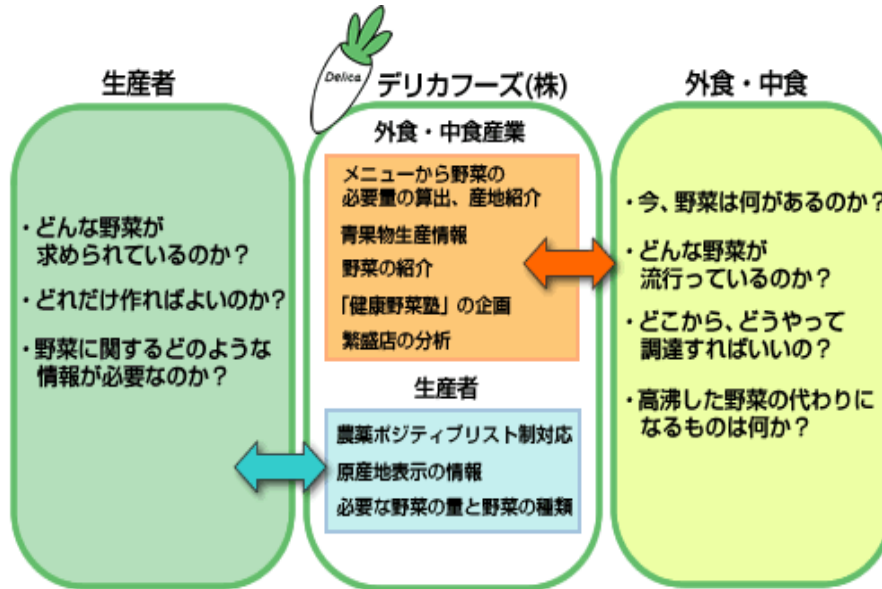 生産者
・どんな野菜が
求められているのか？
・どれだけ作ればよいのか？
・野菜に関するどのような
情報が必要なのか？
Delica
デリカフーズ(株)
外食・中食産業
メニューから野菜の
必要量の算出、産地紹介
青果物生産情報
野菜の紹介
「健康野菜塾」の企画
繁盛店の分析
生産者
農薬ポジティブリスト制対応
原産地表示の情報
必要な野菜の量と野菜の種類
外食・中食
・今、野菜は何があるのか？
・どんな野菜が
流行っているのか？
・どこから、どうやって
調達すればいいの？
・高沸した野菜の代わりに
なるものは何か？